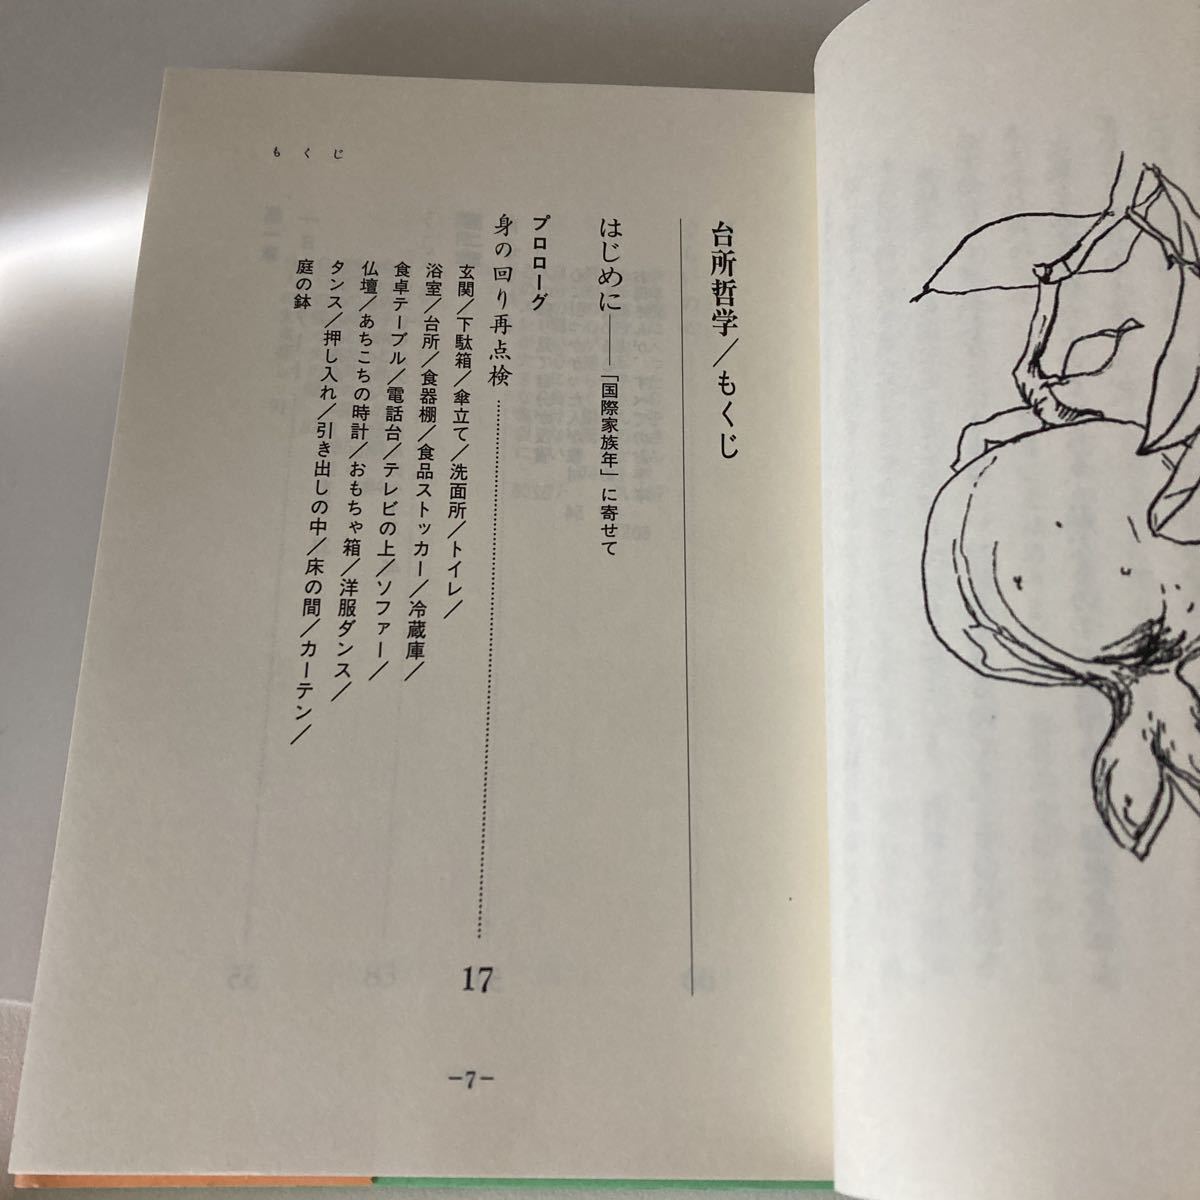 もくじ
台所哲学／もくじ
はじめに──「国際家族年」に寄せて
プロローグ
身の回り再点検……………………17
玄関／下駄箱／傘立て／洗面所／トイレ／
浴室／台所／食器棚／食品ストッカー／冷蔵庫／
食卓テーブル／電話台／テレビの上／ソファー／
仏壇／あちこちの時計／おもちゃ箱／洋服ダンス／
タンス／押し入れ／引き出しの中／床の間／カーテン／
庭の鉢
−7−